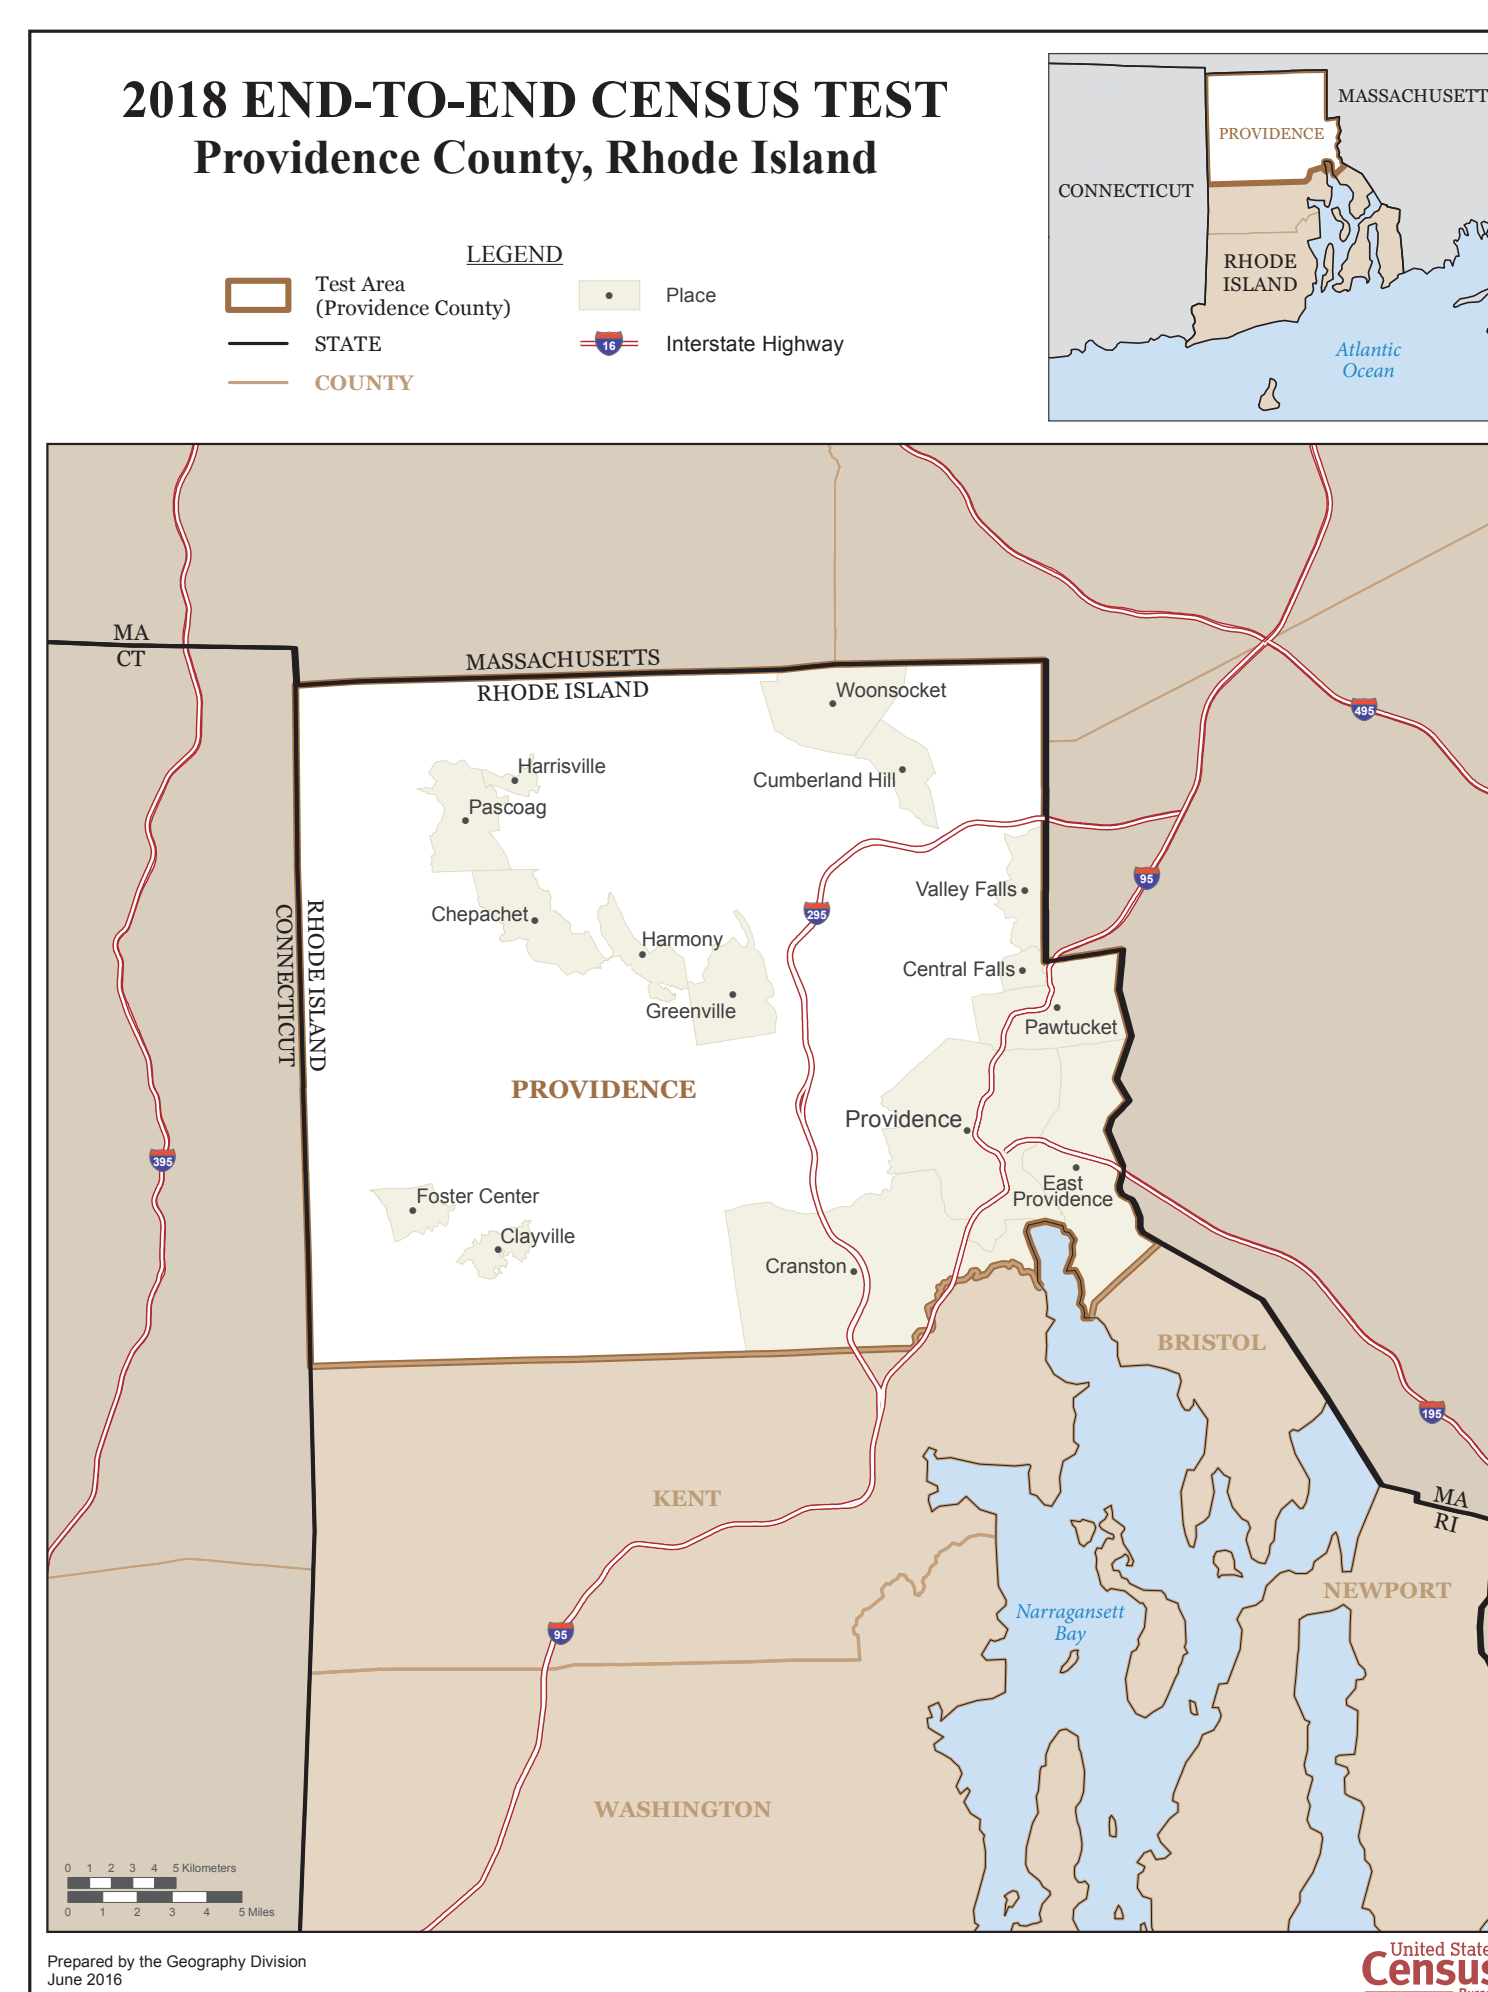 2018 END-TO-END CENSUS TEST
Providence County, Rhode Island
LEGEND
Test Area
(Providence County)
STATE
COUNTY
Place
16
Interstate Highway
MASSACHUSETT
PROVIDENCE
CONNECTICUT
RHODE
ISLAND
Atlantic
Ocean
MA
CT
MASSACHUSETTS
RHODE ISLAND
Woonsocket
495
Harrisville
Cumberland Hill
Pascoag
95
Valley Falls
295
RHODE ISLAND
CONNECTICUT
Chepachet
Harmony
Central Falls
Greenville
Pawtucket
PROVIDENCE
Providence
395
East
Providence
Foster Center
Clayville
Cranston
BRISTOL
195
KENT
MA
RI
NEWPORT
Narragansett
Bay
95
WASHINGTON
0 1 2 3 4 5 Kilometers
0 1 2 3 4 5 Miles
Prepared by the Geography Division
June 2016
United State
Census